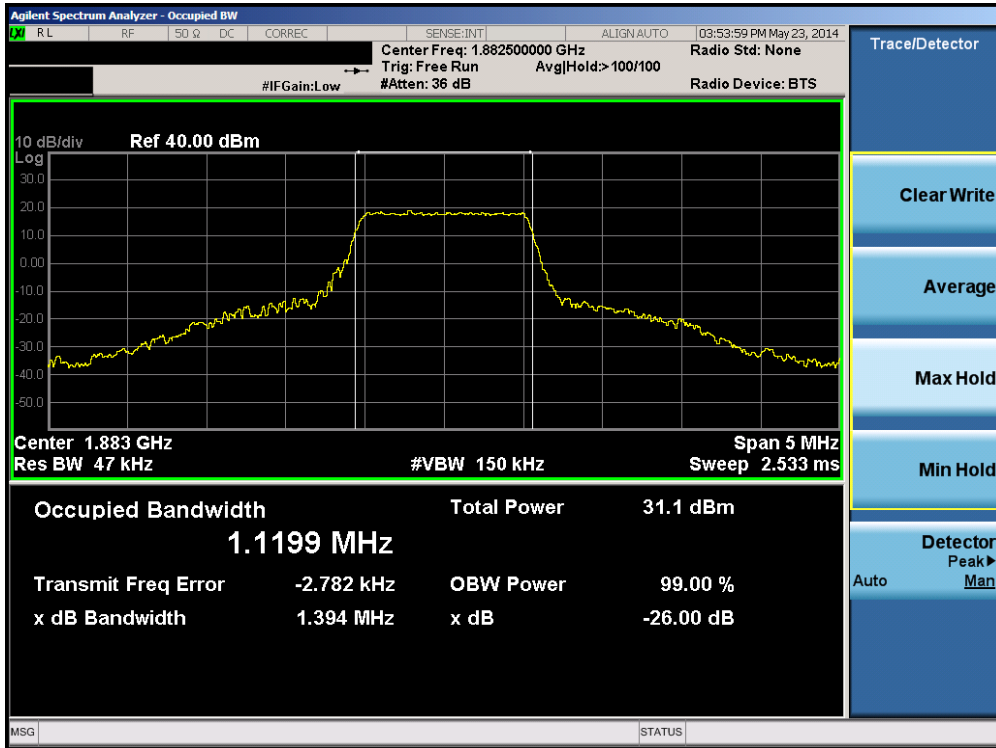 Agilent Spectrum Analyzer - Occupied BW
LXI RL RF 50 Ω DC CORREC SENSE:INT ALIGN AUTO 03:53:59 PM May 23, 2014
Center Freq: 1.882500000 GHz Radio Std: None
Trig: Free Run Avg|Hold:>100/100
#IFGain:Low #Atten: 36 dB Radio Device: BTS
Trace/Detector
10 dB/div Ref 40.00 dBm
Log
30.0
20.0
10.0
0.00
-10.0
-20.0
-30.0
-40.0
-50.0
Center 1.883 GHz Span 5 MHz
Res BW 47 kHz #VBW 150 kHz Sweep 2.533 ms
Occupied Bandwidth Total Power 31.1 dBm
1.1199 MHz
Transmit Freq Error -2.782 kHz OBW Power 99.00 %
x dB Bandwidth 1.394 MHz x dB -26.00 dB
Clear Write
Average
Max Hold
Min Hold
Detector
Peak▶
Auto Man
MSG STATUS